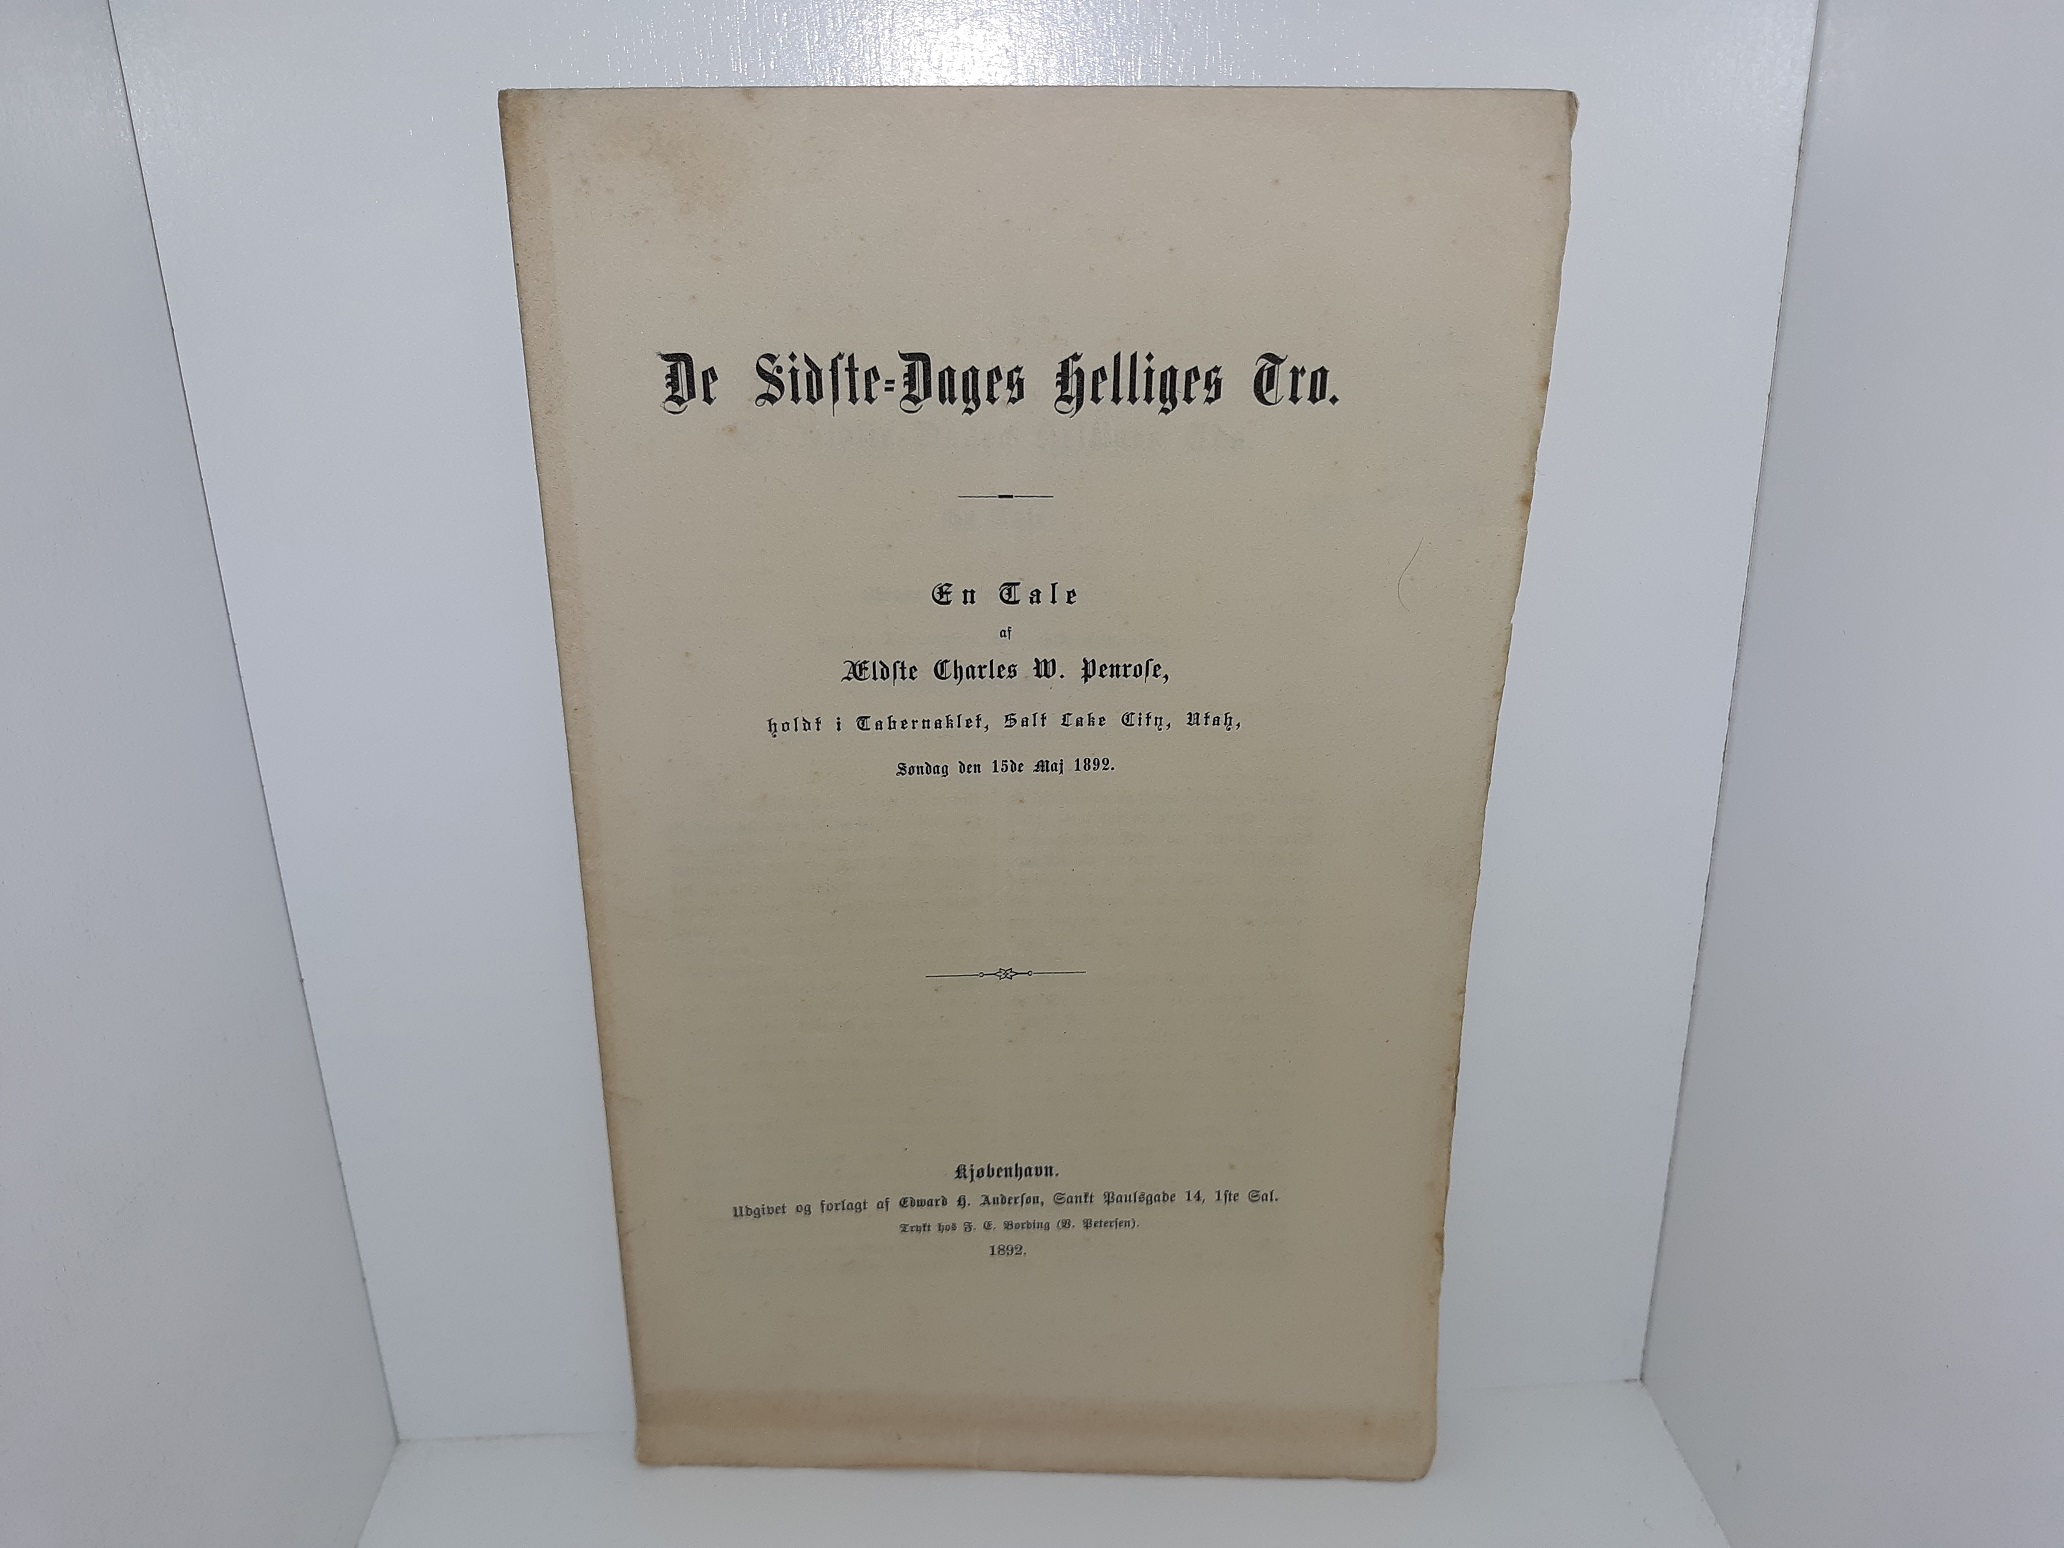 De Sidſte-Dages Helliges Tro.
En Tale
af
Ældſte Charles W. Penroſe,
holdt i Tabernaklet, Salt Lake City, Utah,
Søndag den 15de Maj 1892.
Kjøbenhavn.
Udgivet og forlagt af Edward H. Anderſon, Sankt Paulsgade 14, 1ſte Sal.
Trykt hos F. E. Bording (V. Peterſen).
1892.